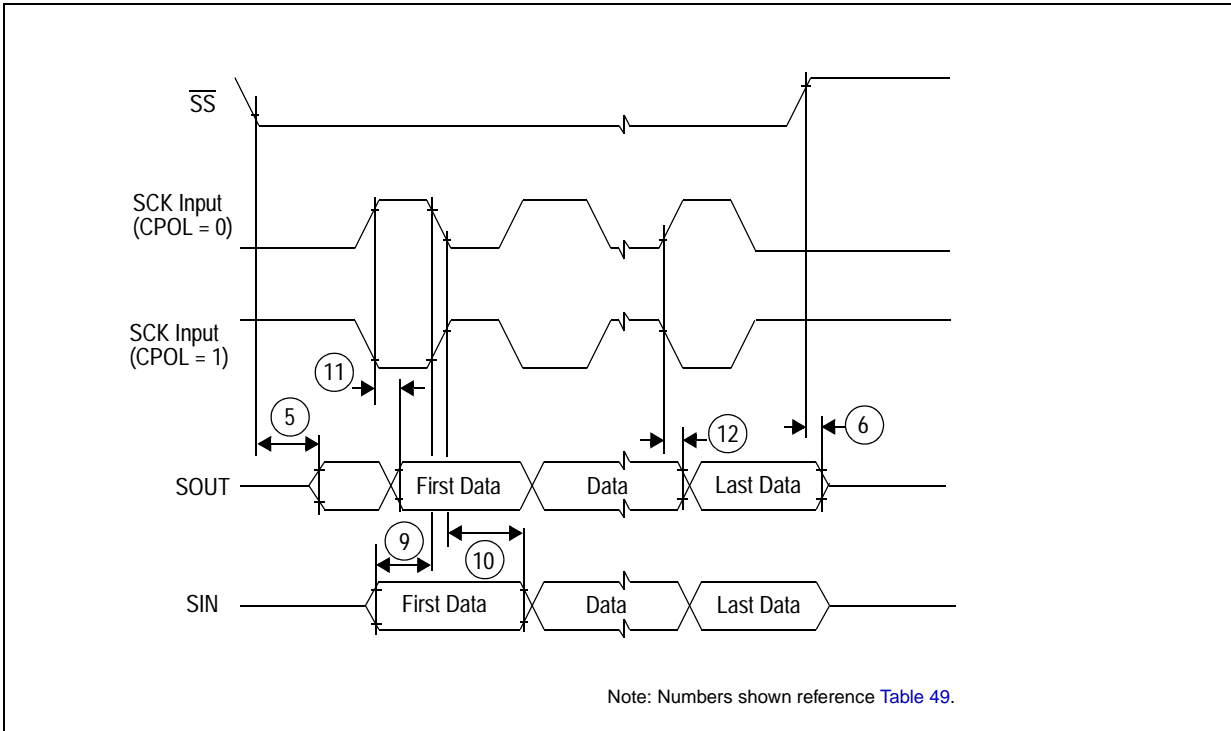 SS
SCK Input
(CPOL = 0)
SCK Input
(CPOL = 1)
11
5
12
6
SOUT
First Data
Data
Last Data
9
10
SIN
First Data
Data
Last Data
Note: Numbers shown reference Table 49.